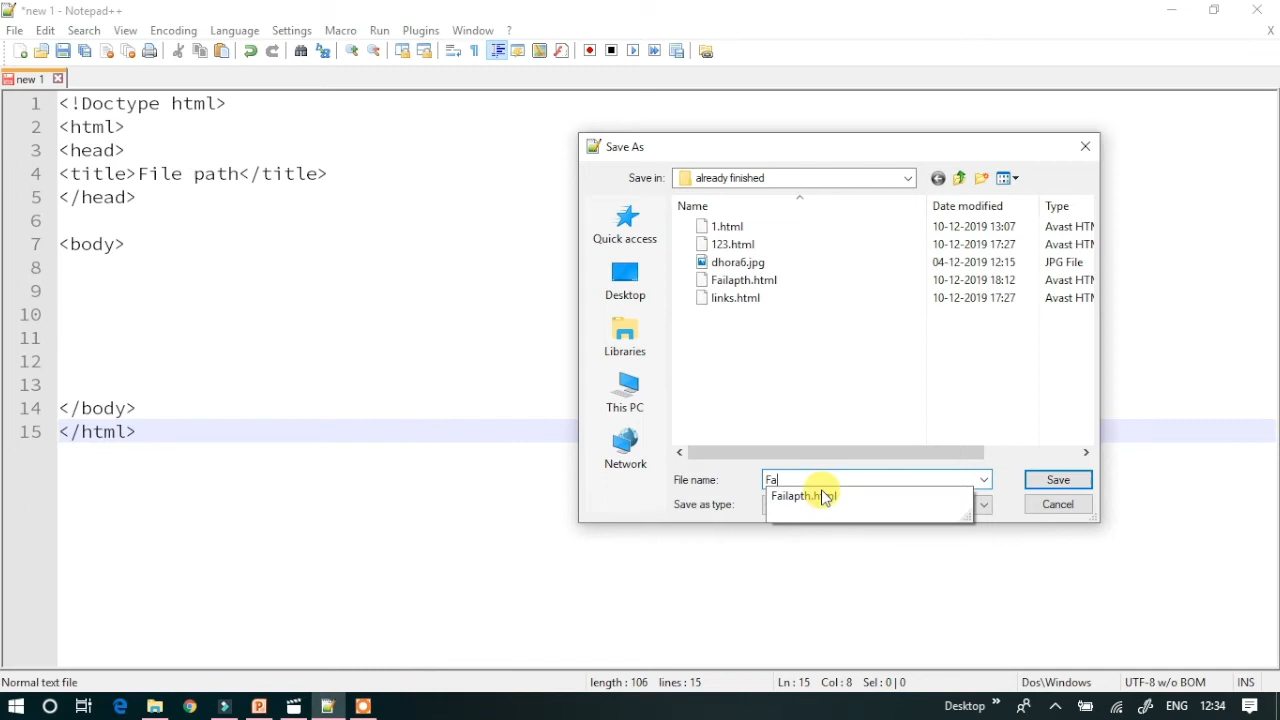 *new 1 - Notepad++
File Edit Search View Encoding Language Settings Macro Run Plugins Window ? X
new 1
1 <!Doctype html>
2 <html>
3 <head>
4 <title>File path</title>
5 </head>
6
7 <body>
8
9
10
11
12
13
14 </body>
15 </html>
Save As
Save in: already finished
Name Date modified Type
1.html 10-12-2019 13:07 Avast HTM
123.html 10-12-2019 17:27 Avast HTM
dhora6.jpg 04-12-2019 12:15 JPG File
Failapth.html 10-12-2019 18:12 Avast HTM
links.html 10-12-2019 17:27 Avast HTM
Quick access
Desktop
Libraries
This PC
Network
File name: Fa Save
Failapth.html
Save as type: Cancel
Normal text file length : 106 lines : 15 Ln : 15 Col : 8 Sel : 0 | 0 Dos\Windows UTF-8 w/o BOM INS
Desktop ENG 12:34